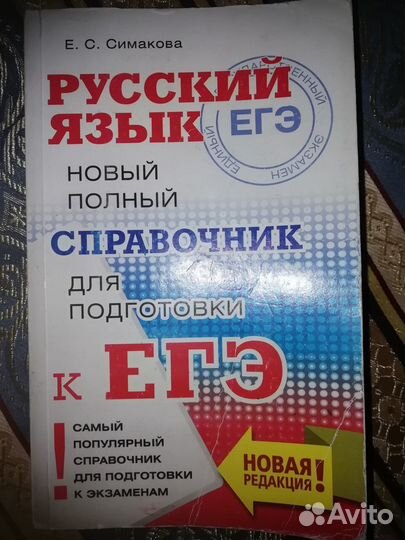 Е. С. Симакова
РУССКИЙ
ЯЗЫК
ЕДИНЫЙ ГОСУДАРСТВЕННЫЙ ЭКЗАМЕН
ЕГЭ
НОВЫЙ
ПОЛНЫЙ
СПРАВОЧНИК
ДЛЯ
ПОДГОТОВКИ
К ЕГЭ
!
САМЫЙ
ПОПУЛЯРНЫЙ
СПРАВОЧНИК
ДЛЯ ПОДГОТОВКИ
К ЭКЗАМЕНАМ
НОВАЯ
РЕДАКЦИЯ!
Avito